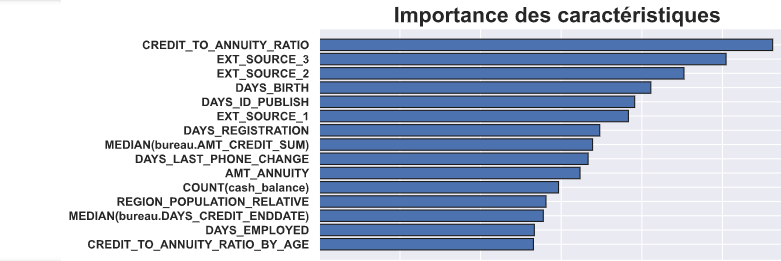 Importance des caractéristiques
CREDIT_TO_ANNUITY_RATIO
EXT_SOURCE_3
EXT_SOURCE_2
DAYS_BIRTH
DAYS_ID_PUBLISH
EXT_SOURCE_1
DAYS_REGISTRATION
MEDIAN(bureau.AMT_CREDIT_SUM)
DAYS_LAST_PHONE_CHANGE
AMT_ANNUITY
COUNT(cash_balance)
REGION_POPULATION_RELATIVE
MEDIAN(bureau.DAYS_CREDIT_ENDDATE)
DAYS_EMPLOYED
CREDIT_TO_ANNUITY_RATIO_BY_AGE